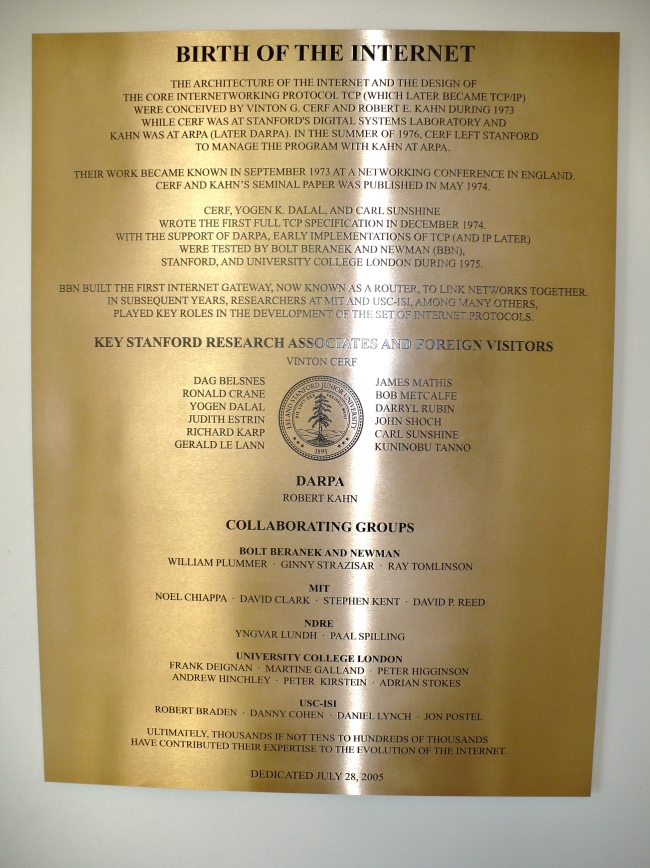 BIRTH OF THE INTERNET
THE ARCHITECTURE OF THE INTERNET AND THE DESIGN OF
THE CORE INTERNETWORKING PROTOCOL TCP (WHICH LATER BECAME TCP/IP)
WERE CONCEIVED BY VINTON G. CERF AND ROBERT E. KAHN DURING 1973
WHILE CERF WAS AT STANFORD'S DIGITAL SYSTEMS LABORATORY AND
KAHN WAS AT ARPA (LATER DARPA). IN THE SUMMER OF 1976, CERF LEFT STANFORD
TO MANAGE THE PROGRAM WITH KAHN AT ARPA.
THEIR WORK BECAME KNOWN IN SEPTEMBER 1973 AT A NETWORKING CONFERENCE IN ENGLAND.
CERF AND KAHN'S SEMINAL PAPER WAS PUBLISHED IN MAY 1974.
CERF, YOGEN K. DALAL, AND CARL SUNSHINE
WROTE THE FIRST FULL TCP SPECIFICATION IN DECEMBER 1974.
WITH THE SUPPORT OF DARPA, EARLY IMPLEMENTATIONS OF TCP (AND IP LATER)
WERE TESTED BY BOLT BERANEK AND NEWMAN (BBN),
STANFORD, AND UNIVERSITY COLLEGE LONDON DURING 1975.
BBN BUILT THE FIRST INTERNET GATEWAY, NOW KNOWN AS A ROUTER, TO LINK NETWORKS TOGETHER.
IN SUBSEQUENT YEARS, RESEARCHERS AT MIT AND USC-ISI, AMONG MANY OTHERS,
PLAYED KEY ROLES IN THE DEVELOPMENT OF THE SET OF INTERNET PROTOCOLS.
KEY STANFORD RESEARCH ASSOCIATES AND FOREIGN VISITORS
VINTON CERF
DAG BELSNES
RONALD CRANE
YOGEN DALAL
JUDITH ESTRIN
RICHARD KARP
GERALD LE LANN
LELAND STANFORD JUNIOR UNIVERSITY
1891
JAMES MATHIS
BOB METCALFE
DARRYL RUBIN
JOHN SHOCH
CARL SUNSHINE
KUNINOBU TANNO
DARPA
ROBERT KAHN
COLLABORATING GROUPS
BOLT BERANEK AND NEWMAN
WILLIAM PLUMMER · GINNY STRAZISAR · RAY TOMLINSON
MIT
NOEL CHIAPPA · DAVID CLARK · STEPHEN KENT · DAVID P. REED
NDRE
YNGVAR LUNDH · PAAL SPILLING
UNIVERSITY COLLEGE LONDON
FRANK DEIGNAN · MARTINE GALLAND · PETER HIGGINSON
ANDREW HINCHLEY · PETER KIRSTEIN · ADRIAN STOKES
USC-ISI
ROBERT BRADEN · DANNY COHEN · DANIEL LYNCH · JON POSTEL
ULTIMATELY, THOUSANDS IF NOT TENS TO HUNDREDS OF THOUSANDS
HAVE CONTRIBUTED THEIR EXPERTISE TO THE EVOLUTION OF THE INTERNET.
DEDICATED JULY 28, 2005